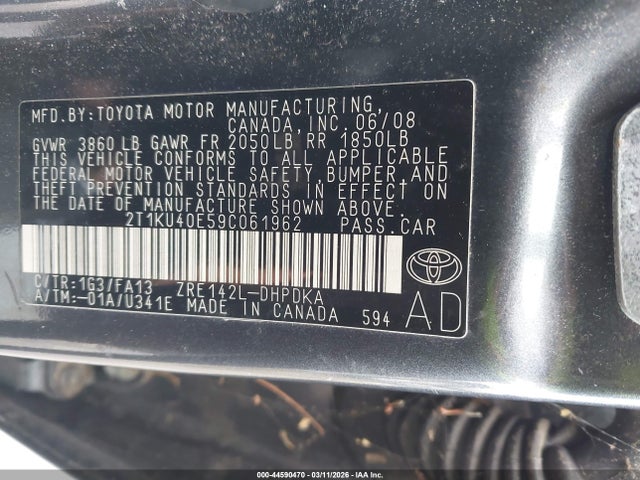 MFD.BY:TOYOTA MOTOR MANUFACTURING,
CANADA, INC. 06/08
GVWR 3860 LB GAWR FR 2050LB RR 1850LB
THIS VEHICLE CONFORMS TO ALL APPLICABLE
FEDERAL MOTOR VEHICLE SAFETY, BUMPER, AND
THEFT PREVENTION STANDARDS IN EFFECT ON
THE DATE OF MANUFACTURE SHOWN ABOVE.
2T1KU40E59C061962 PASS.CAR
C/TR:1G3/FA13 ZRE142L-DHPDKA
A/TM:-01A/U341E MADE IN CANADA 594
AD
000-44590470 | 03/11/2026 - IAA Inc.